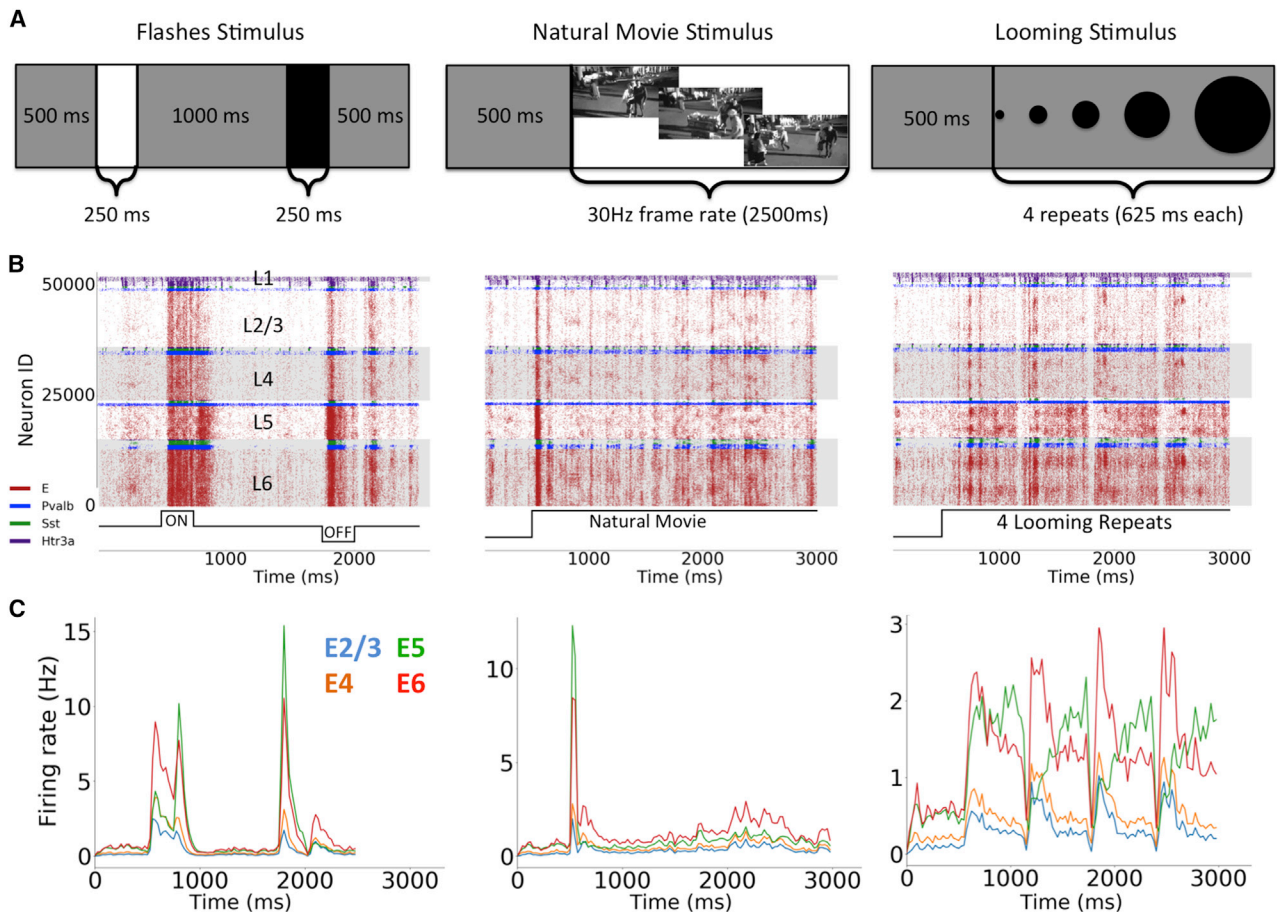 A
Flashes Stimulus
Natural Movie Stimulus
Looming Stimulus
500 ms
1000 ms
500 ms
500 ms
500 ms
250 ms
250 ms
30Hz frame rate (2500ms)
4 repeats (625 ms each)
B
Neuron ID
50000
25000
0
L1
L2/3
L4
L5
L6
E
Pvalb
Sst
Htr3a
ON
OFF
Natural Movie
4 Looming Repeats
1000
2000
Time (ms)
1000
2000
3000
Time (ms)
1000
2000
3000
Time (ms)
C
Firing rate (Hz)
15
10
5
0
E2/3
E5
E4
E6
0
1000
2000
3000
Time (ms)
10
5
0
0
1000
2000
3000
Time (ms)
3
2
1
0
0
1000
2000
3000
Time (ms)